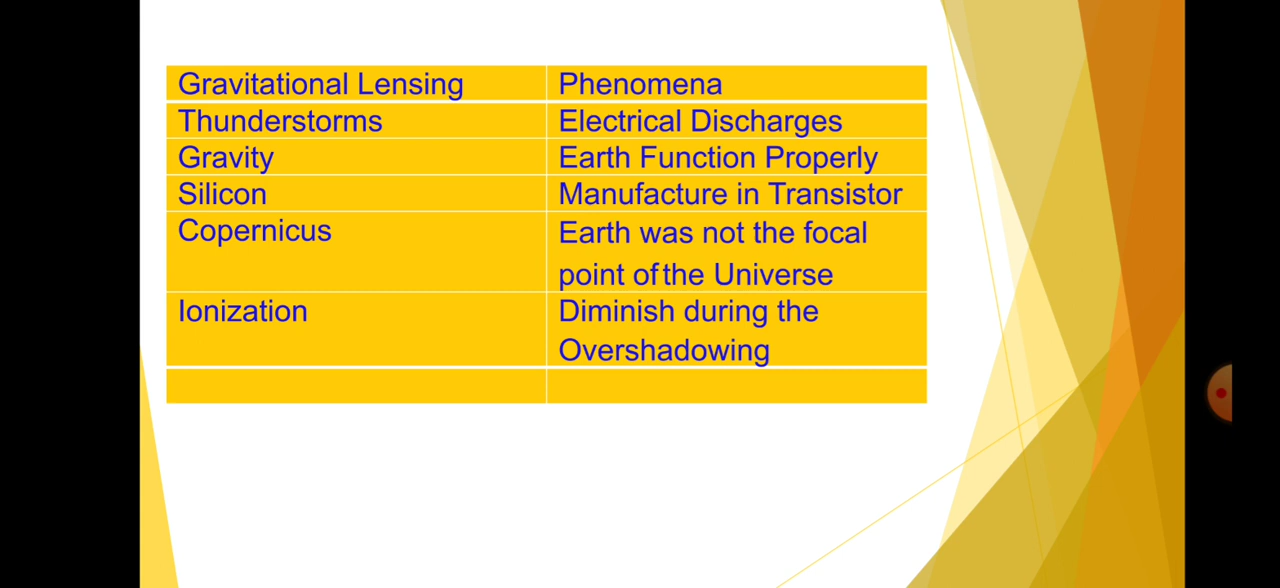 Gravitational Lensing Phenomena
Thunderstorms Electrical Discharges
Gravity Earth Function Properly
Silicon Manufacture in Transistor
Copernicus Earth was not the focal
point of the Universe
Ionization Diminish during the
Overshadowing